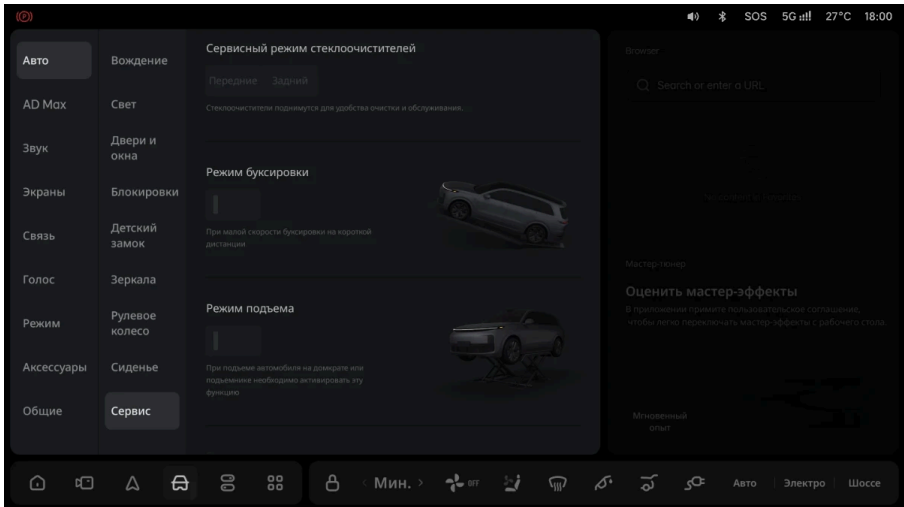 (P)
SOS 5G 27°C 18:00
Авто
AD Max
Звук
Экраны
Связь
Голос
Режим
Аксессуары
Общие
Вождение
Свет
Двери и
окна
Блокировки
Детский
замок
Зеркала
Рулевое
колесо
Сиденье
Сервис
Сервисный режим стеклоочистителей
Передние Задний
Стеклоочистители поднимутся для удобства очистки и обслуживания.
Режим буксировки
При малой скорости буксировки на короткой
дистанции
Режим подъема
При подъеме автомобиля на домкрате или
подъемнике необходимо активировать эту
функцию
Browser
Search or enter a URL
Мастер-тюнер
Оценить мастер-эффекты
В приложении примите пользовательское соглашение,
чтобы легко переключать мастер-эффекты с рабочего стола.
Мгновенный
опыт
< Мин. > OFF Авто Электро Шоссе